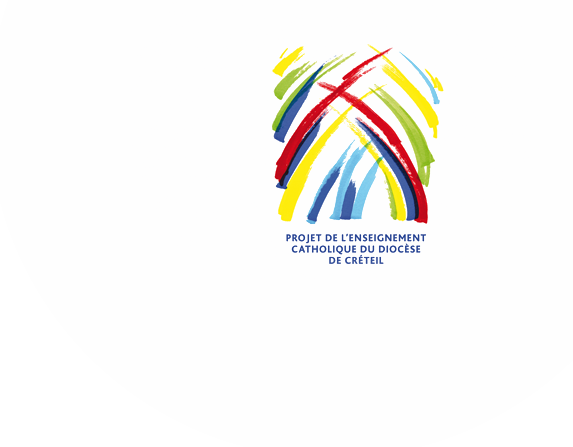 PROJET DE L'ENSEIGNEMENT
CATHOLIQUE DU DIOCÈSE
DE CRÉTEIL